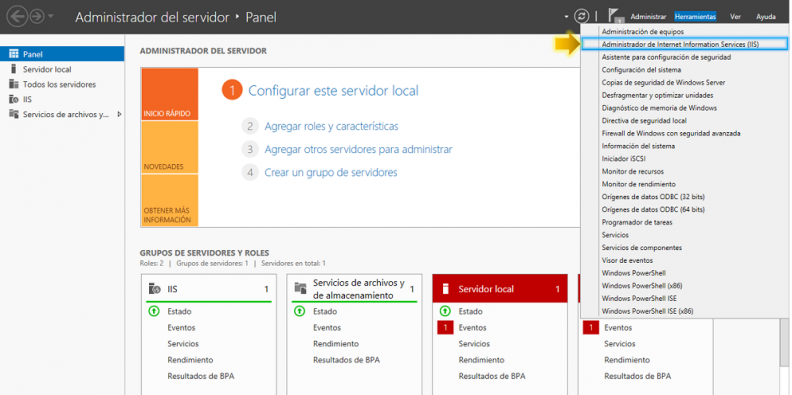 Administrador del servidor ‣ Panel
1
Administrar
Herramientas
Ver
Ayuda
Panel
Servidor local
Todos los servidores
IIS
Servicios de archivos y...
ADMINISTRADOR DEL SERVIDOR
INICIO RÁPIDO
NOVEDADES
OBTENER MÁS
INFORMACIÓN
1 Configurar este servidor local
2 Agregar roles y características
3 Agregar otros servidores para administrar
4 Crear un grupo de servidores
Administración de equipos
Administrador de Internet Information Services (IIS)
Asistente para configuración de seguridad
Configuración del sistema
Copias de seguridad de Windows Server
Desfragmentar y optimizar unidades
Diagnóstico de memoria de Windows
Directiva de seguridad local
Firewall de Windows con seguridad avanzada
Información del sistema
Iniciador iSCSI
Monitor de recursos
Monitor de rendimiento
Orígenes de datos ODBC (32 bits)
Orígenes de datos ODBC (64 bits)
Programador de tareas
Servicios
Servicios de componentes
Visor de eventos
Windows PowerShell
Windows PowerShell (x86)
Windows PowerShell ISE
Windows PowerShell ISE (x86)
GRUPOS DE SERVIDORES Y ROLES
Roles: 2 | Grupos de servidores: 1 | Servidores en total: 1
IIS 1
Estado
Eventos
Servicios
Rendimiento
Resultados de BPA
Servicios de archivos y
de almacenamiento 1
Estado
Eventos
Servicios
Rendimiento
Resultados de BPA
Servidor local 1
Estado
1 Eventos
Servicios
Rendimiento
Resultados de BPA
1 Eventos
Servicios
Rendimiento
Resultados de BPA